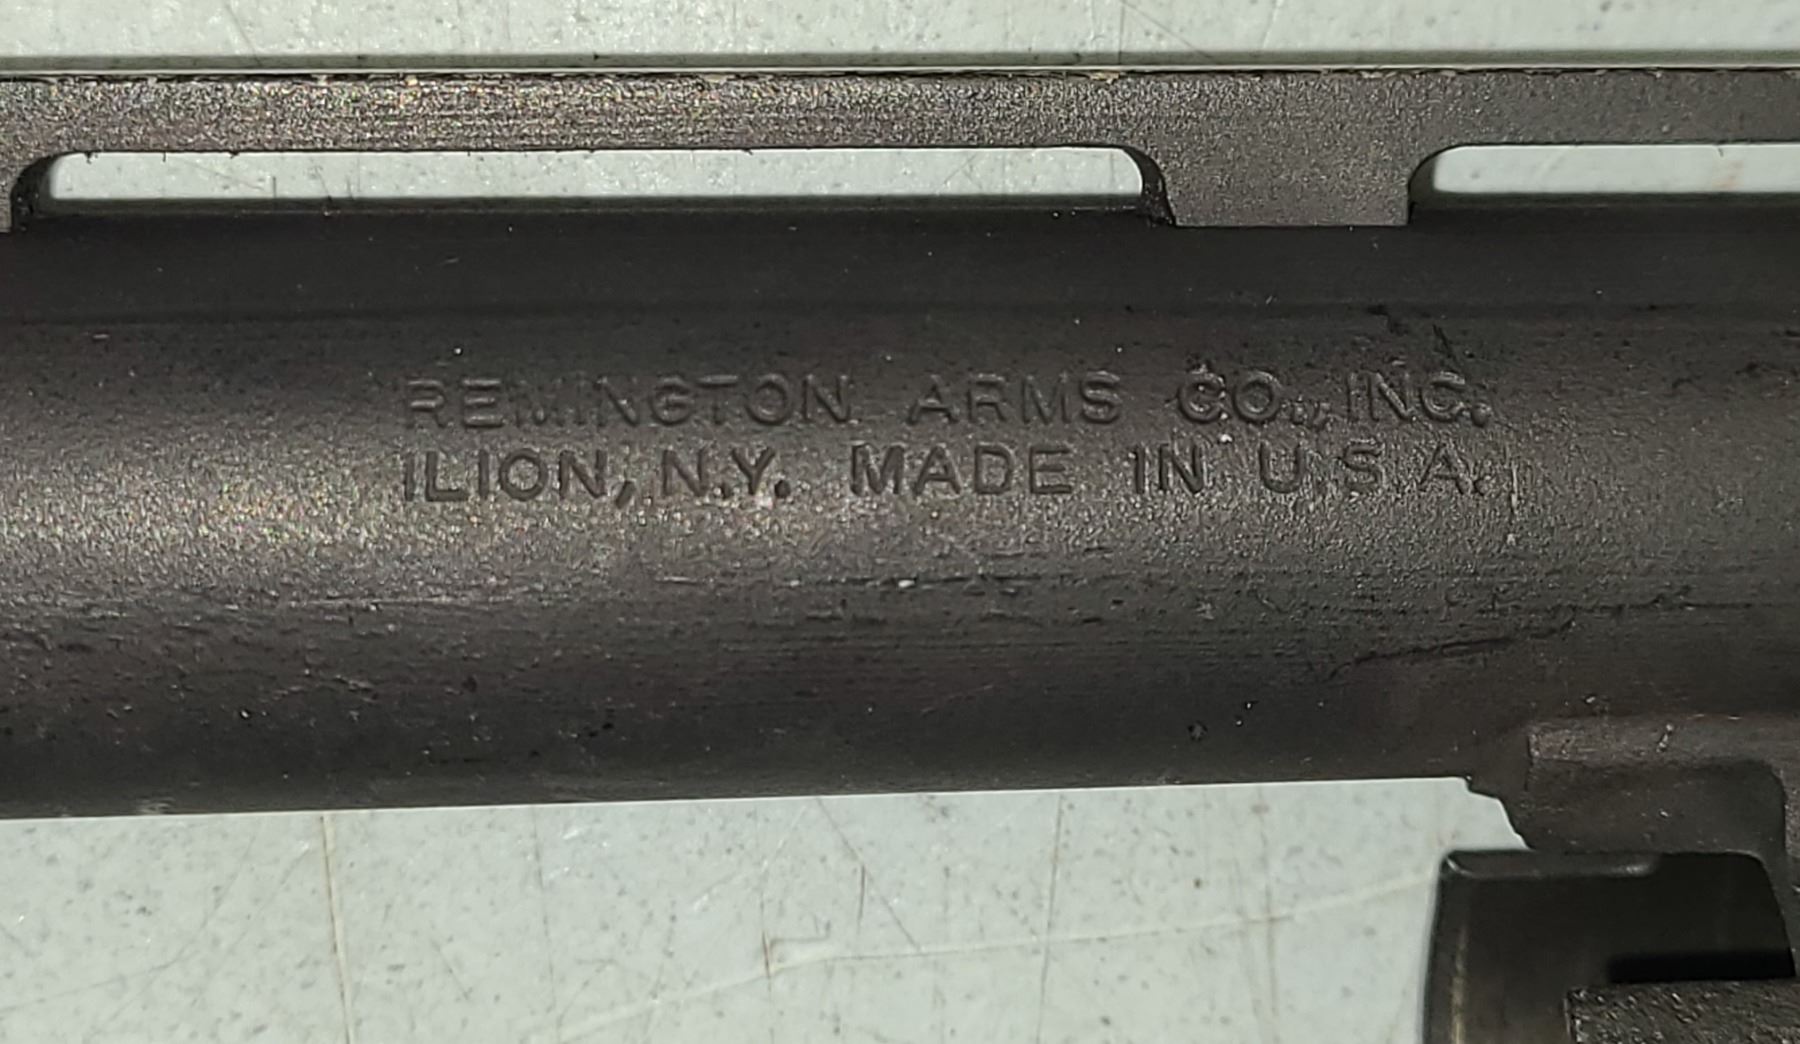 REMINGTON ARMS CO., INC.
ILION, N.Y. MADE IN U.S.A.